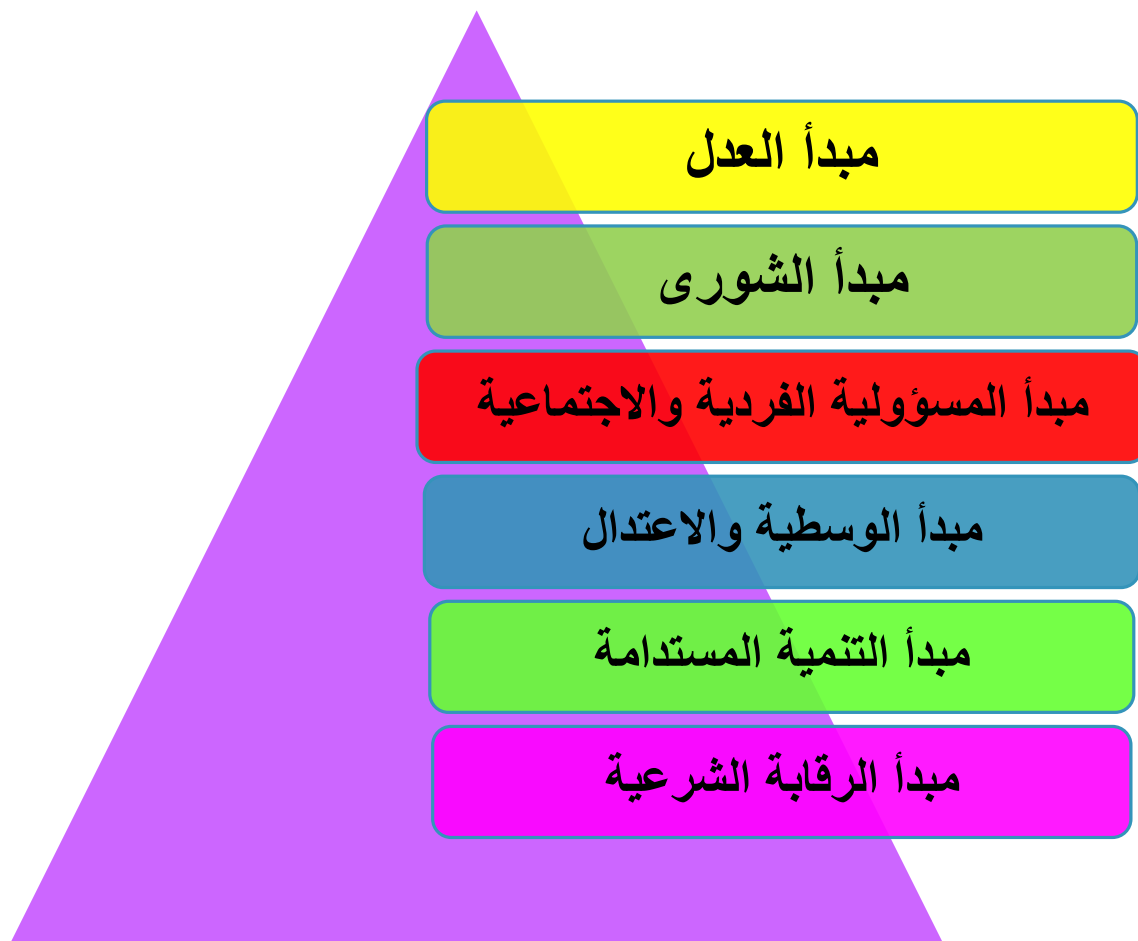 مبدأ العدل
مبدأ الشورى
مبدأ المسؤولية الفردية والاجتماعية
مبدأ الوسطية والاعتدال
مبدأ التنمية المستدامة
مبدأ الرقابة الشرعية